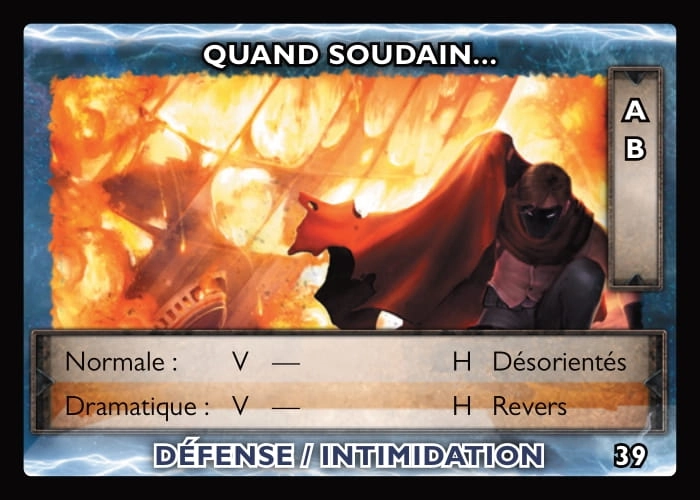 QUAND SOUDAIN...
A
B
Normale : V — H Désorientés
Dramatique : V — H Revers
DÉFENSE / INTIMIDATION 39